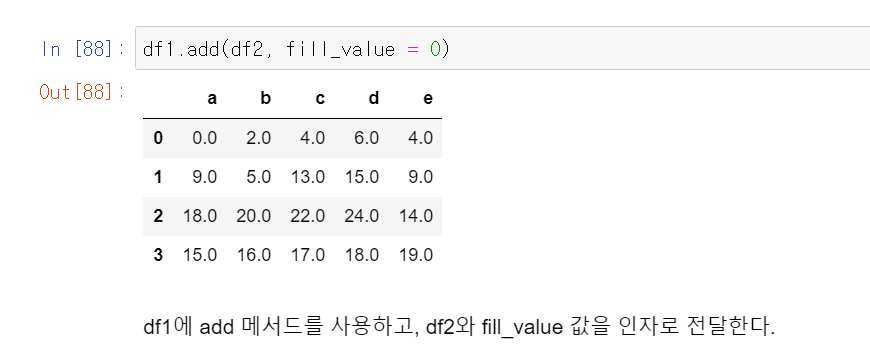 In [88]: df1.add(df2, fill_value = 0)
Out[88]:
a b c d e
0 0.0 2.0 4.0 6.0 4.0
1 9.0 5.0 13.0 15.0 9.0
2 18.0 20.0 22.0 24.0 14.0
3 15.0 16.0 17.0 18.0 19.0
df1에 add 메서드를 사용하고, df2와 fill_value 값을 인자로 전달한다.